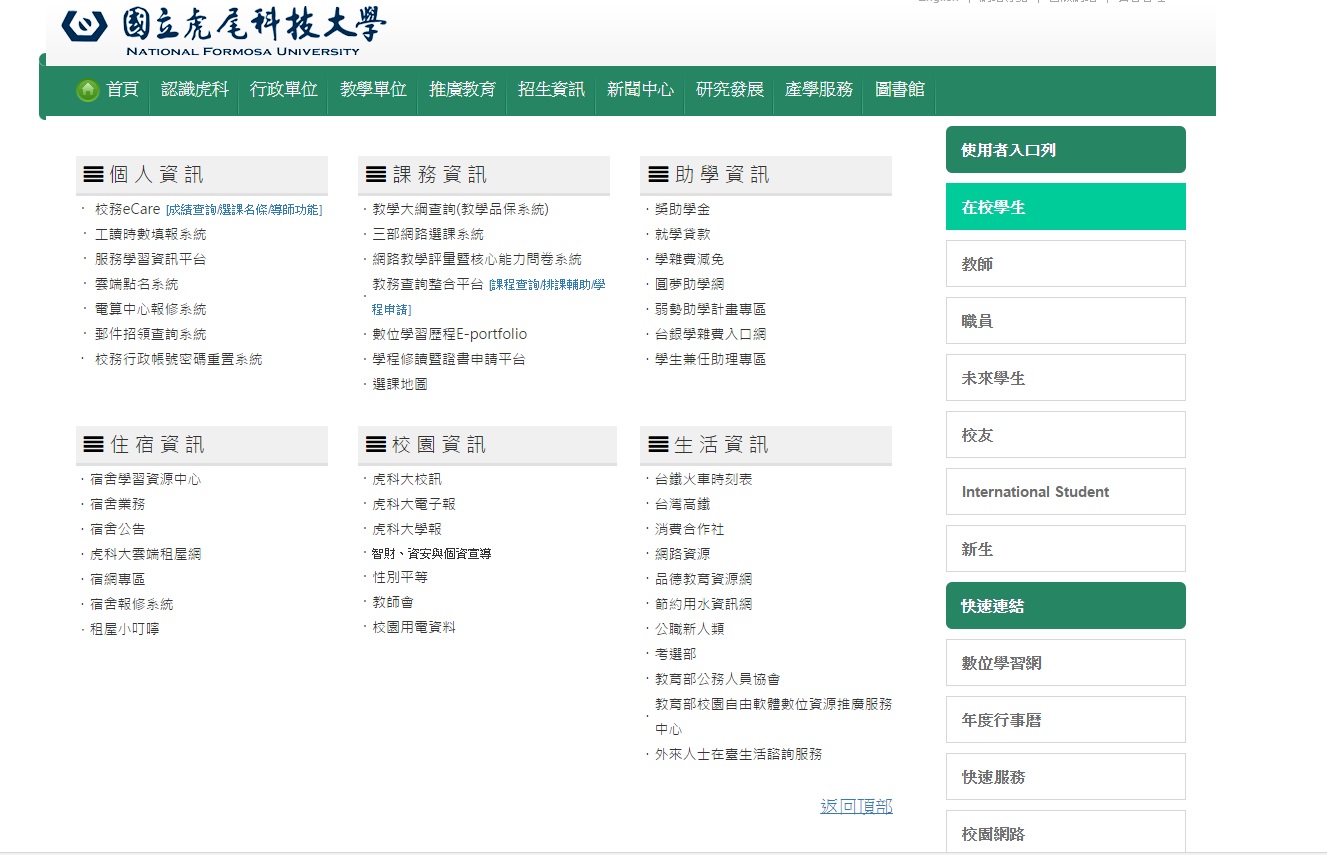 國立虎尾科技大學
NATIONAL FORMOSA UNIVERSITY
首頁 認識虎科 行政單位 教學單位 推廣教育 招生資訊 新聞中心 研究發展 產學服務 圖書館
個人資訊
· 校務eCare [成績查詢/選課名條/導師功能]
· 工讀時數填報系統
· 服務學習資訊平台
· 雲端點名系統
· 電算中心報修系統
· 郵件招領查詢系統
· 校務行政帳號密碼重置系統
課務資訊
· 教學大綱查詢(教學品保系統)
· 三部網路選課系統
· 網路教學評量暨核心能力問卷系統
· 教務查詢整合平台 [課程查詢/排課輔助/學
程申請]
· 數位學習歷程E-portfolio
· 學程修讀暨證書申請平台
· 選課地圖
助學資訊
· 獎助學金
· 就學貸款
· 學雜費減免
· 圓夢助學網
· 弱勢助學計畫專區
· 台銀學雜費入口網
· 學生兼任助理專區
住宿資訊
· 宿舍學習資源中心
· 宿舍業務
· 宿舍公告
· 虎科大雲端租屋網
· 宿網專區
· 宿舍報修系統
· 租屋小叮嚀
校園資訊
· 虎科大校訊
· 虎科大電子報
· 虎科大學報
· 智財、資安與個資宣導
· 性別平等
· 教師會
· 校園用電資料
生活資訊
· 台鐵火車時刻表
· 台灣高鐵
· 消費合作社
· 網路資源
· 品德教育資源網
· 節約用水資訊網
· 公職新人類
· 考選部
· 教育部公務人員協會
· 教育部校園自由軟體數位資源推廣服務
中心
· 外來人士在臺生活諮詢服務
返回頂部
使用者入口列
在校學生
教師
職員
未來學生
校友
International Student
新生
快速連結
數位學習網
年度行事曆
快速服務
校園網路